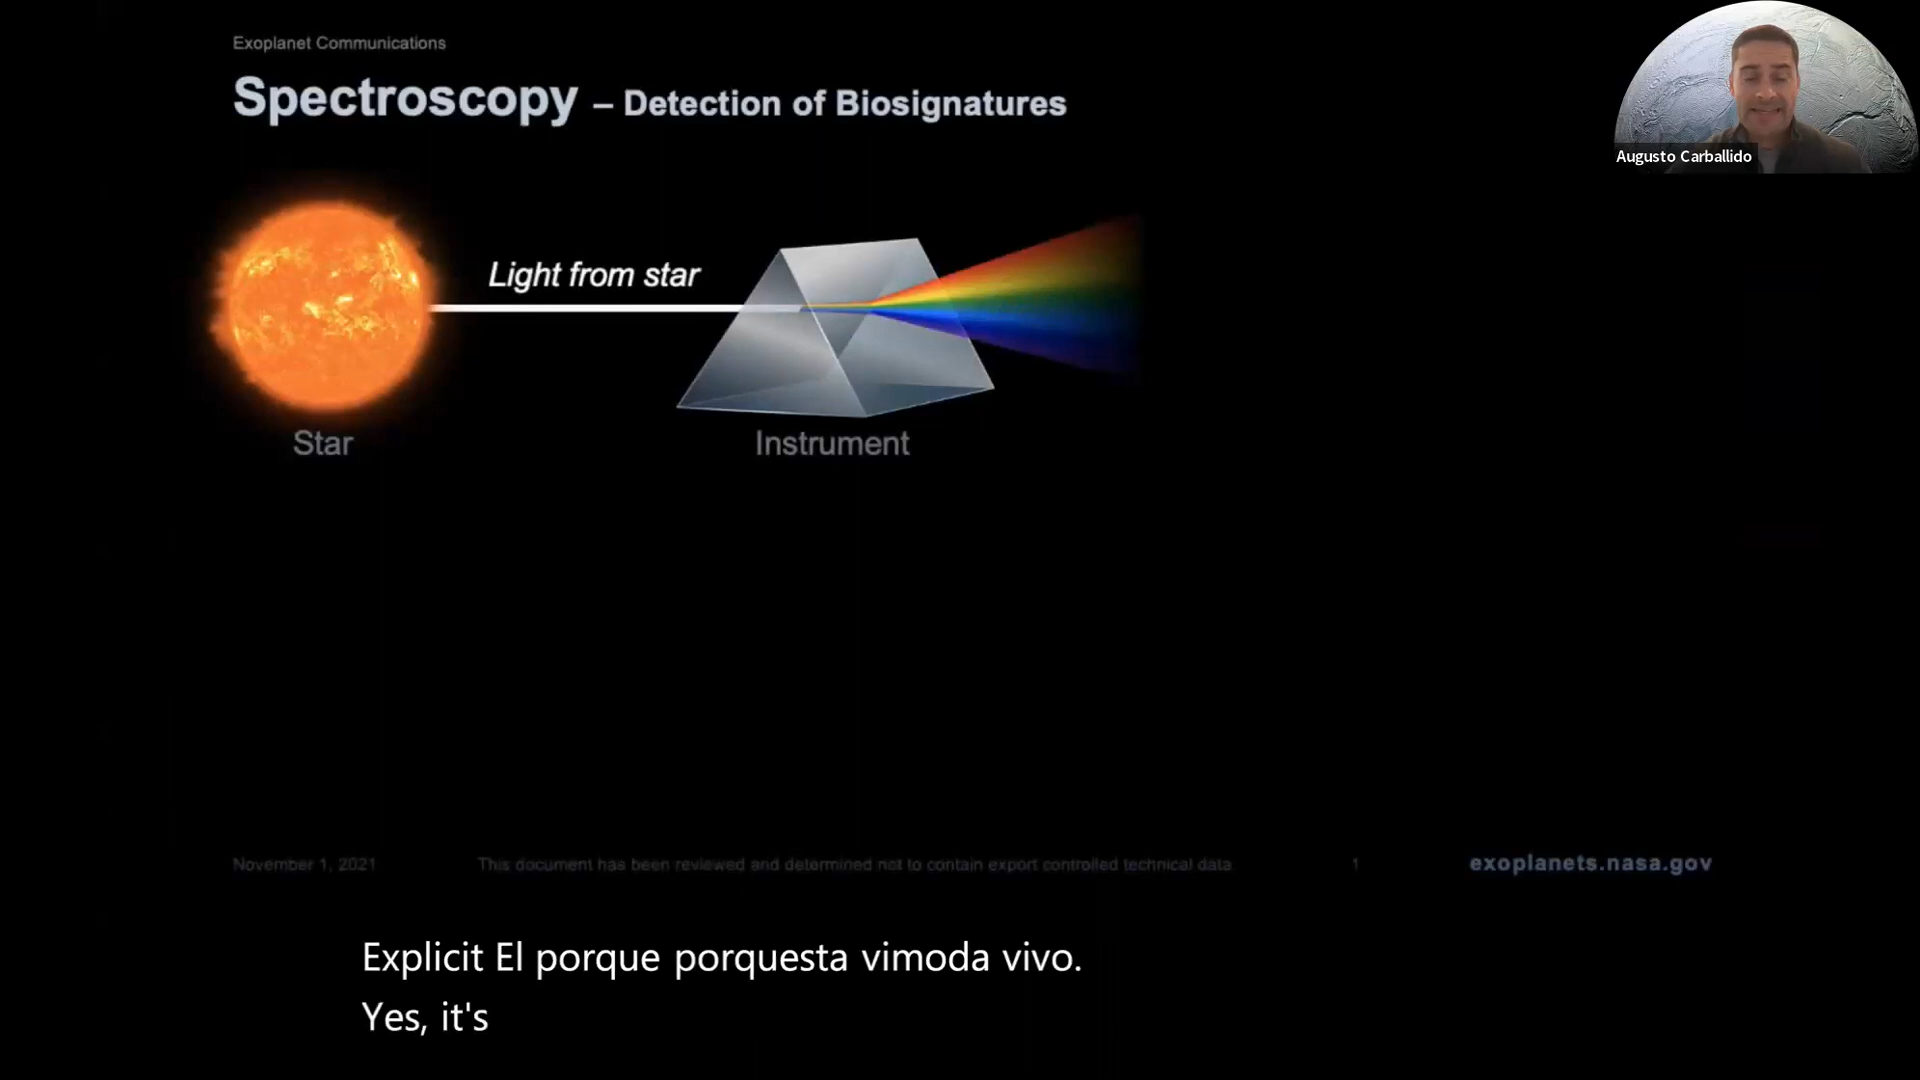 Exoplanet Communications
Spectroscopy – Detection of Biosignatures
Augusto Carballido
Light from star
Star
Instrument
November 1, 2021
This document has been reviewed and determined not to contain export controlled technical data.
1
exoplanets.nasa.gov
Explicit El porque porquesta vimoda vivo.
Yes, it's